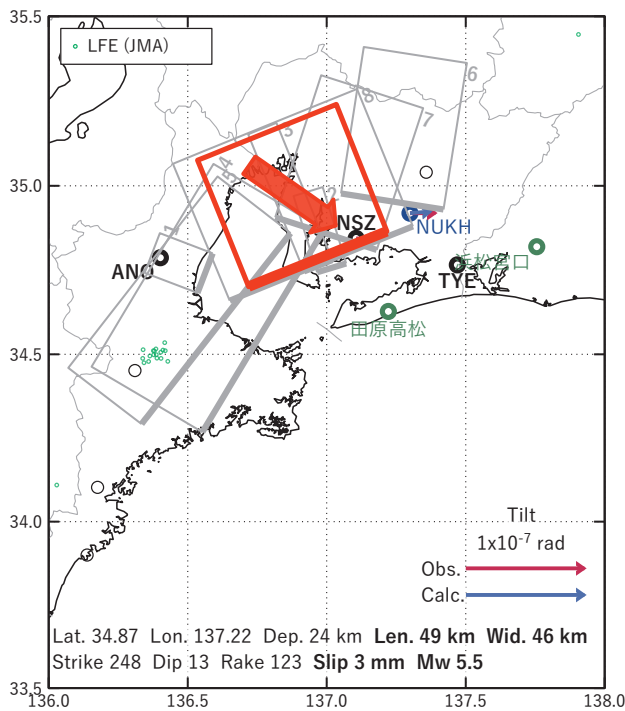 35.5
LFE (JMA)
6
8
7
3
4
5
35.0
2
NSZ
NUKH
1
ANO
浜松宮口
TYE
田原高松
34.5
34.0
Tilt
1x10-7 rad
Obs.
Calc.
Lat. 34.87 Lon. 137.22 Dep. 24 km Len. 49 km Wid. 46 km
Strike 248 Dip 13 Rake 123 Slip 3 mm Mw 5.5
33.5
136.0 136.5 137.0 137.5 138.0